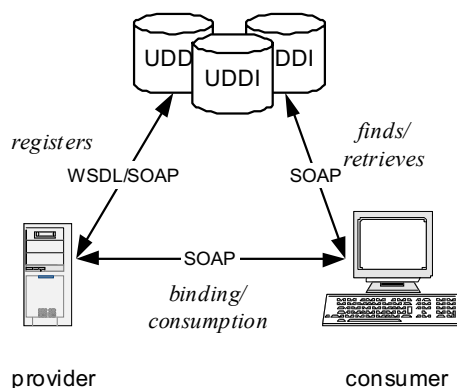 UDDI
UDDI
UDDI
registers
finds/
retrieves
WSDL/SOAP
SOAP
SOAP
binding/
consumption
provider
consumer